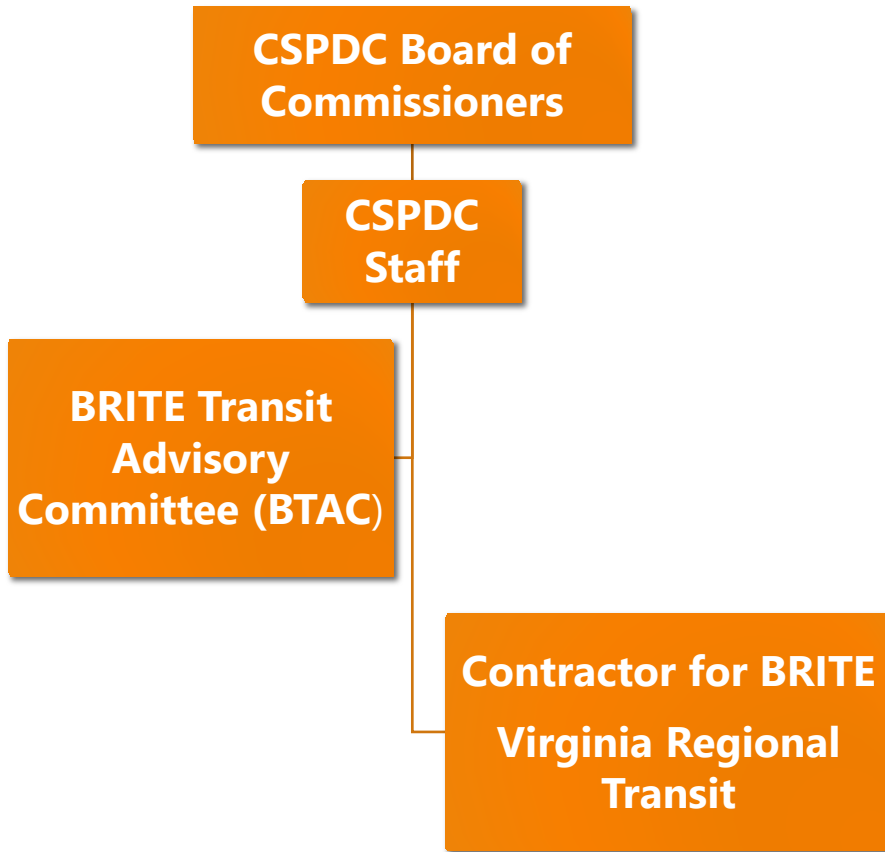 CSPDC Board of
Commissioners
CSPDC
Staff
BRITE Transit
Advisory
Committee (BTAC)
Contractor for BRITE
Virginia Regional
Transit